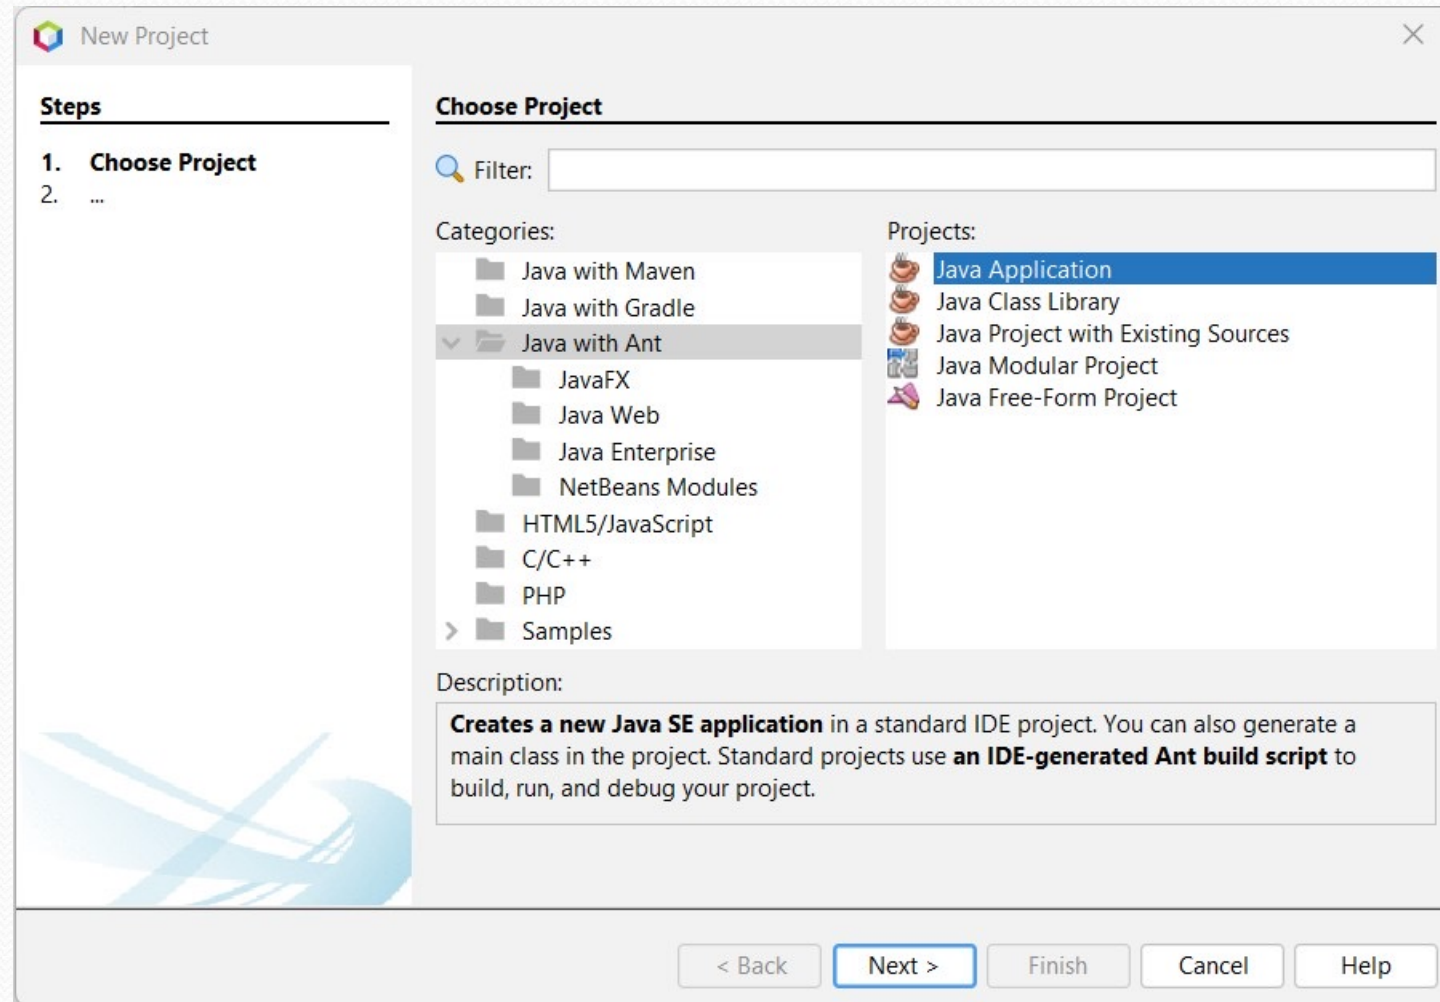 New Project
Steps
1. Choose Project
2. ...
Choose Project
Filter:
Categories:
Java with Maven
Java with Gradle
Java with Ant
JavaFX
Java Web
Java Enterprise
NetBeans Modules
HTML5/JavaScript
C/C++
PHP
Samples
Projects:
Java Application
Java Class Library
Java Project with Existing Sources
Java Modular Project
Java Free-Form Project
Description:
Creates a new Java SE application in a standard IDE project. You can also generate a
main class in the project. Standard projects use an IDE-generated Ant build script to
build, run, and debug your project.
< Back
Next >
Finish
Cancel
Help